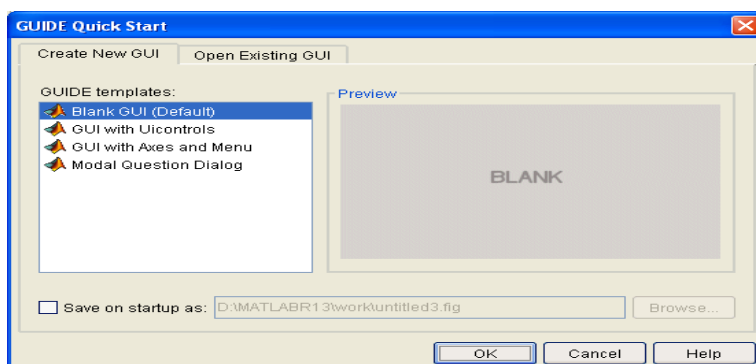 GUIDE Quick Start
Create New GUI
Open Existing GUI
GUIDE templates:
Blank GUI (Default)
GUI with Uicontrols
GUI with Axes and Menu
Modal Question Dialog
Preview
BLANK
Save on startup as:
D:\MATLABR13\work\untitled3.fig
Browse...
OK
Cancel
Help